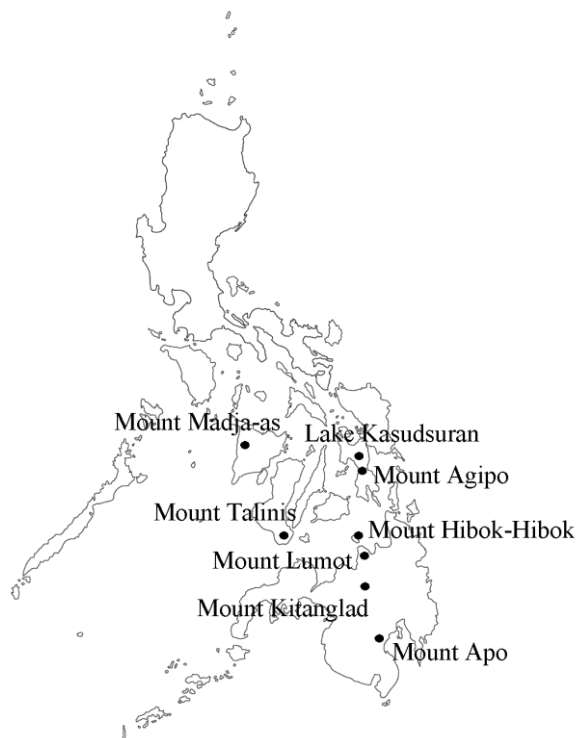 Mount Madja-as
Lake Kasudsuran
Mount Agipo
Mount Talinis
Mount Hibok-Hibok
Mount Lumot
Mount Kitanglad
Mount Apo